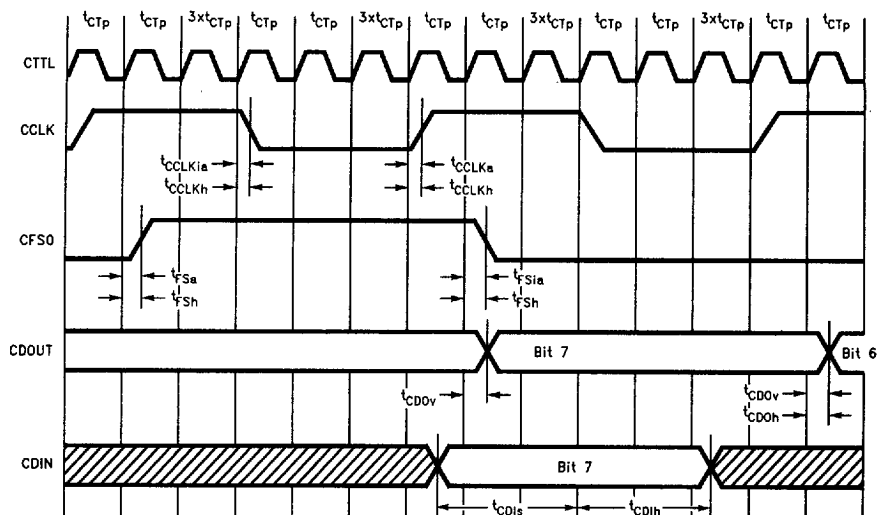 tCTp tCTp 3xtCTp tCTp tCTp 3xtCTp tCTp tCTp 3xtCTp tCTp tCTp 3xtCTp tCTp tCTp
CTTL
CCLK
tCCLKia tCCLKa
tCCLKh tCCLKh
CFS0
tFSa tFSia
tFSh tFSh
CDOUT Bit 7 Bit 6
tCDOv tCDOv
tCDOh
CDIN Bit 7
tCDIs tCDIh